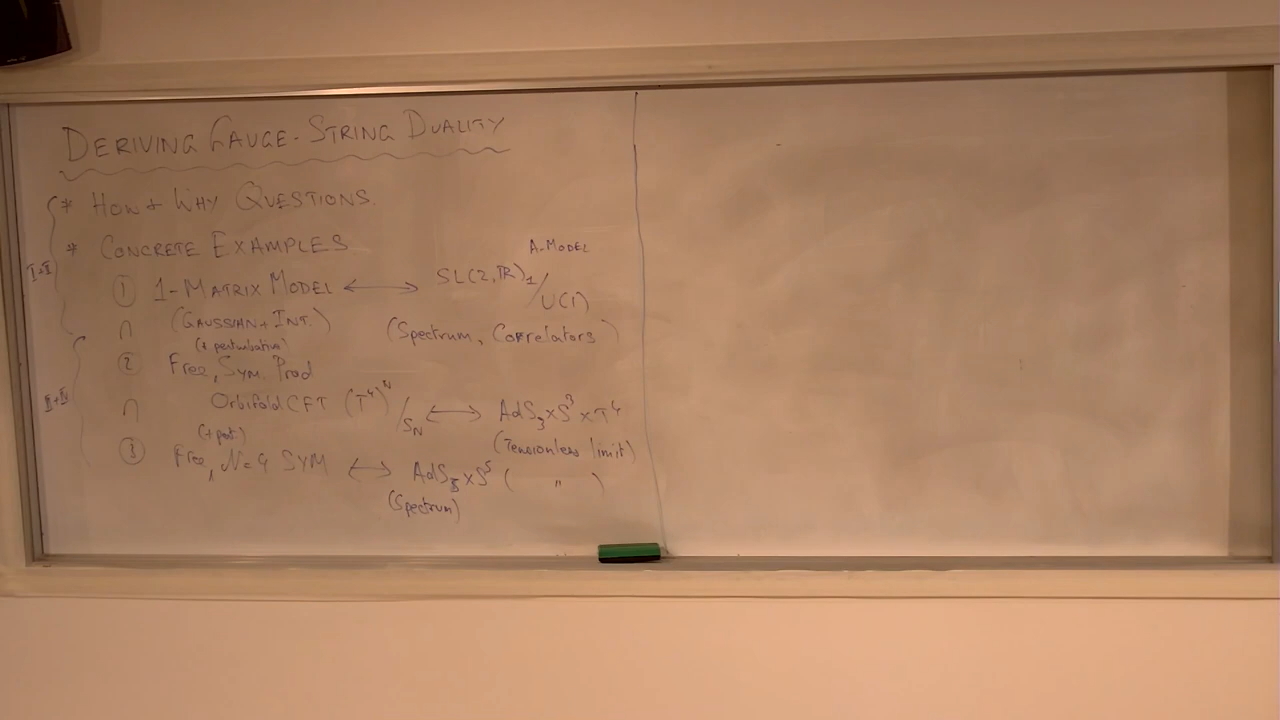 DERIVING GAUGE-STRING DUALITY
* HOW & WHY QUESTIONS.
* CONCRETE EXAMPLES
A-MODEL
I+II
① 1-MATRIX MODEL ⟷ SL(2,R)₁/U(1)
∩ (GAUSSIAN + INT.) (Spectrum, Correlators)
(+ perturbative)
② Free, Sym. Prod
Orbifold CFT (T⁴)ᴺ/S_N ⟷ AdS₃×S³×T⁴
∩ (+pert) (Tensionless limit)
③ Free, N=4 SYM ⟷ AdS₅×S⁵ ( " )
(Spectrum)